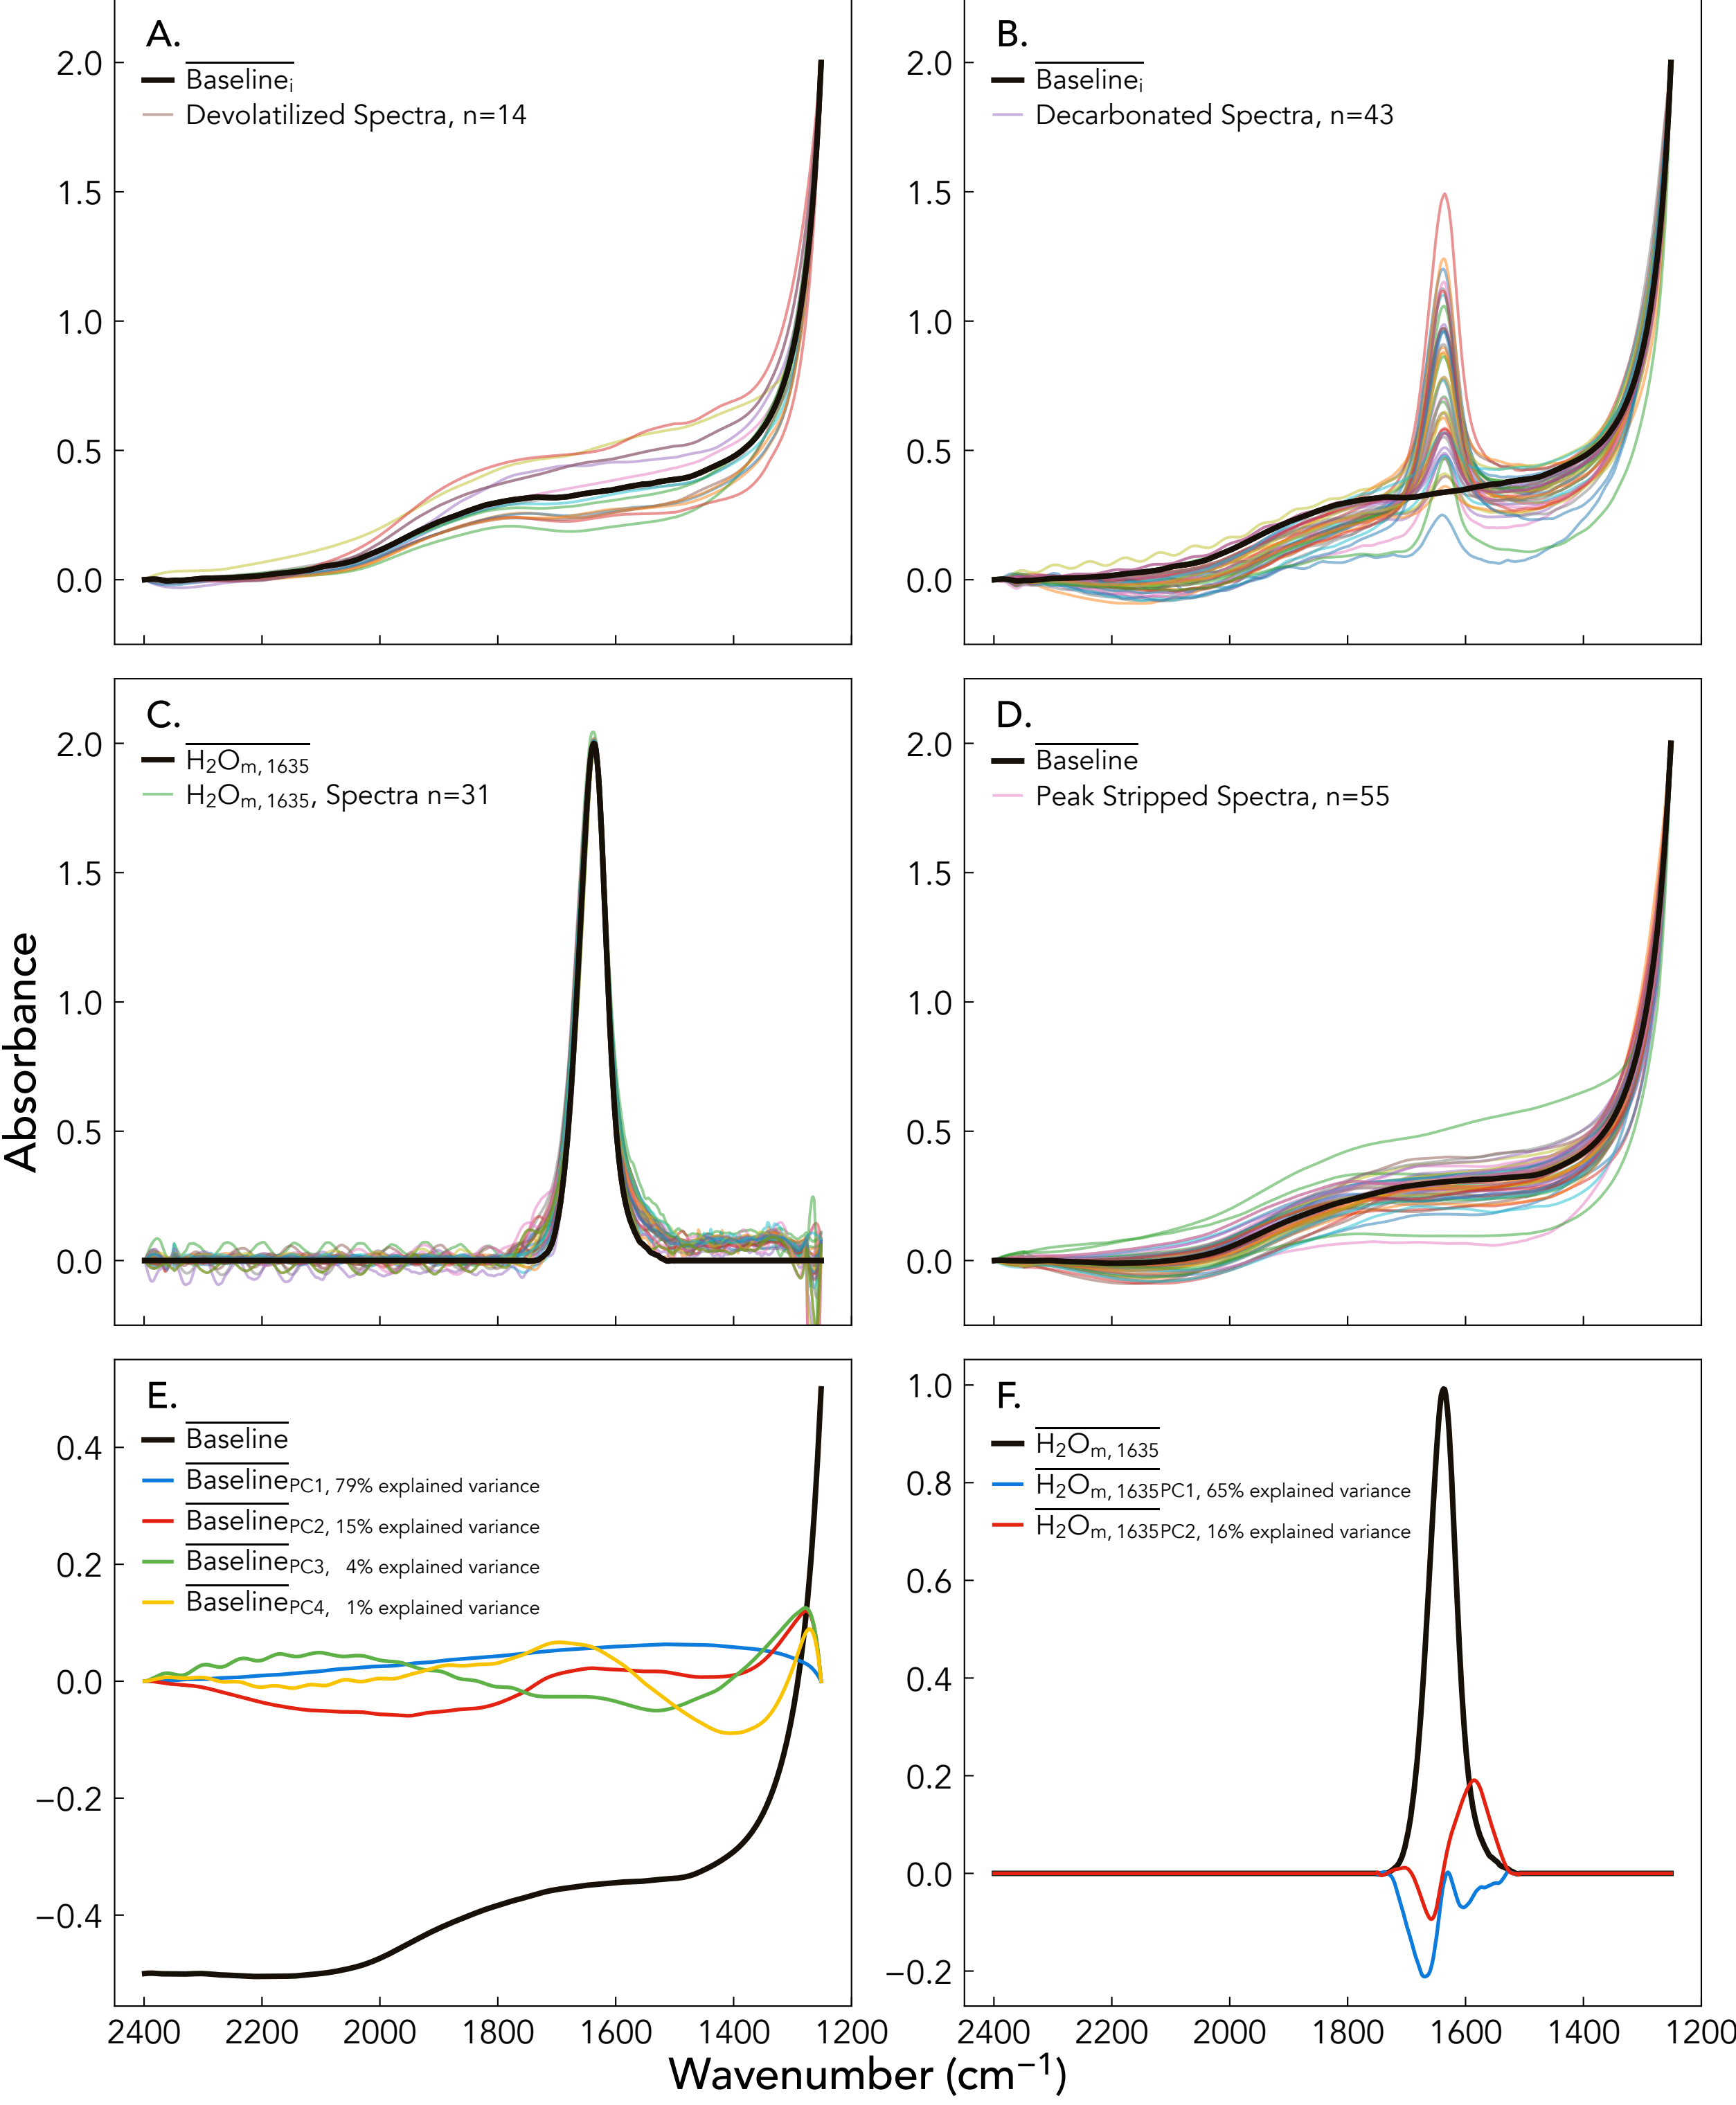 A.
Baselineᵢ
Devolatilized Spectra, n=14
2.0
1.5
1.0
0.5
0.0
B.
Baselineᵢ
Decarbonated Spectra, n=43
2.0
1.5
1.0
0.5
0.0
C.
H₂Om, 1635
H₂Om, 1635, Spectra n=31
2.0
1.5
1.0
0.5
0.0
D.
Baseline
Peak Stripped Spectra, n=55
2.0
1.5
1.0
0.5
0.0
Absorbance
E.
Baseline
BaselinePC1, 79% explained variance
BaselinePC2, 15% explained variance
BaselinePC3, 4% explained variance
BaselinePC4, 1% explained variance
0.4
0.2
0.0
−0.2
−0.4
2400 2200 2000 1800 1600 1400 1200
F.
H₂Om, 1635
H₂Om, 1635PC1, 65% explained variance
H₂Om, 1635PC2, 16% explained variance
1.0
0.8
0.6
0.4
0.2
0.0
−0.2
2400 2200 2000 1800 1600 1400 1200
Wavenumber (cm⁻¹)